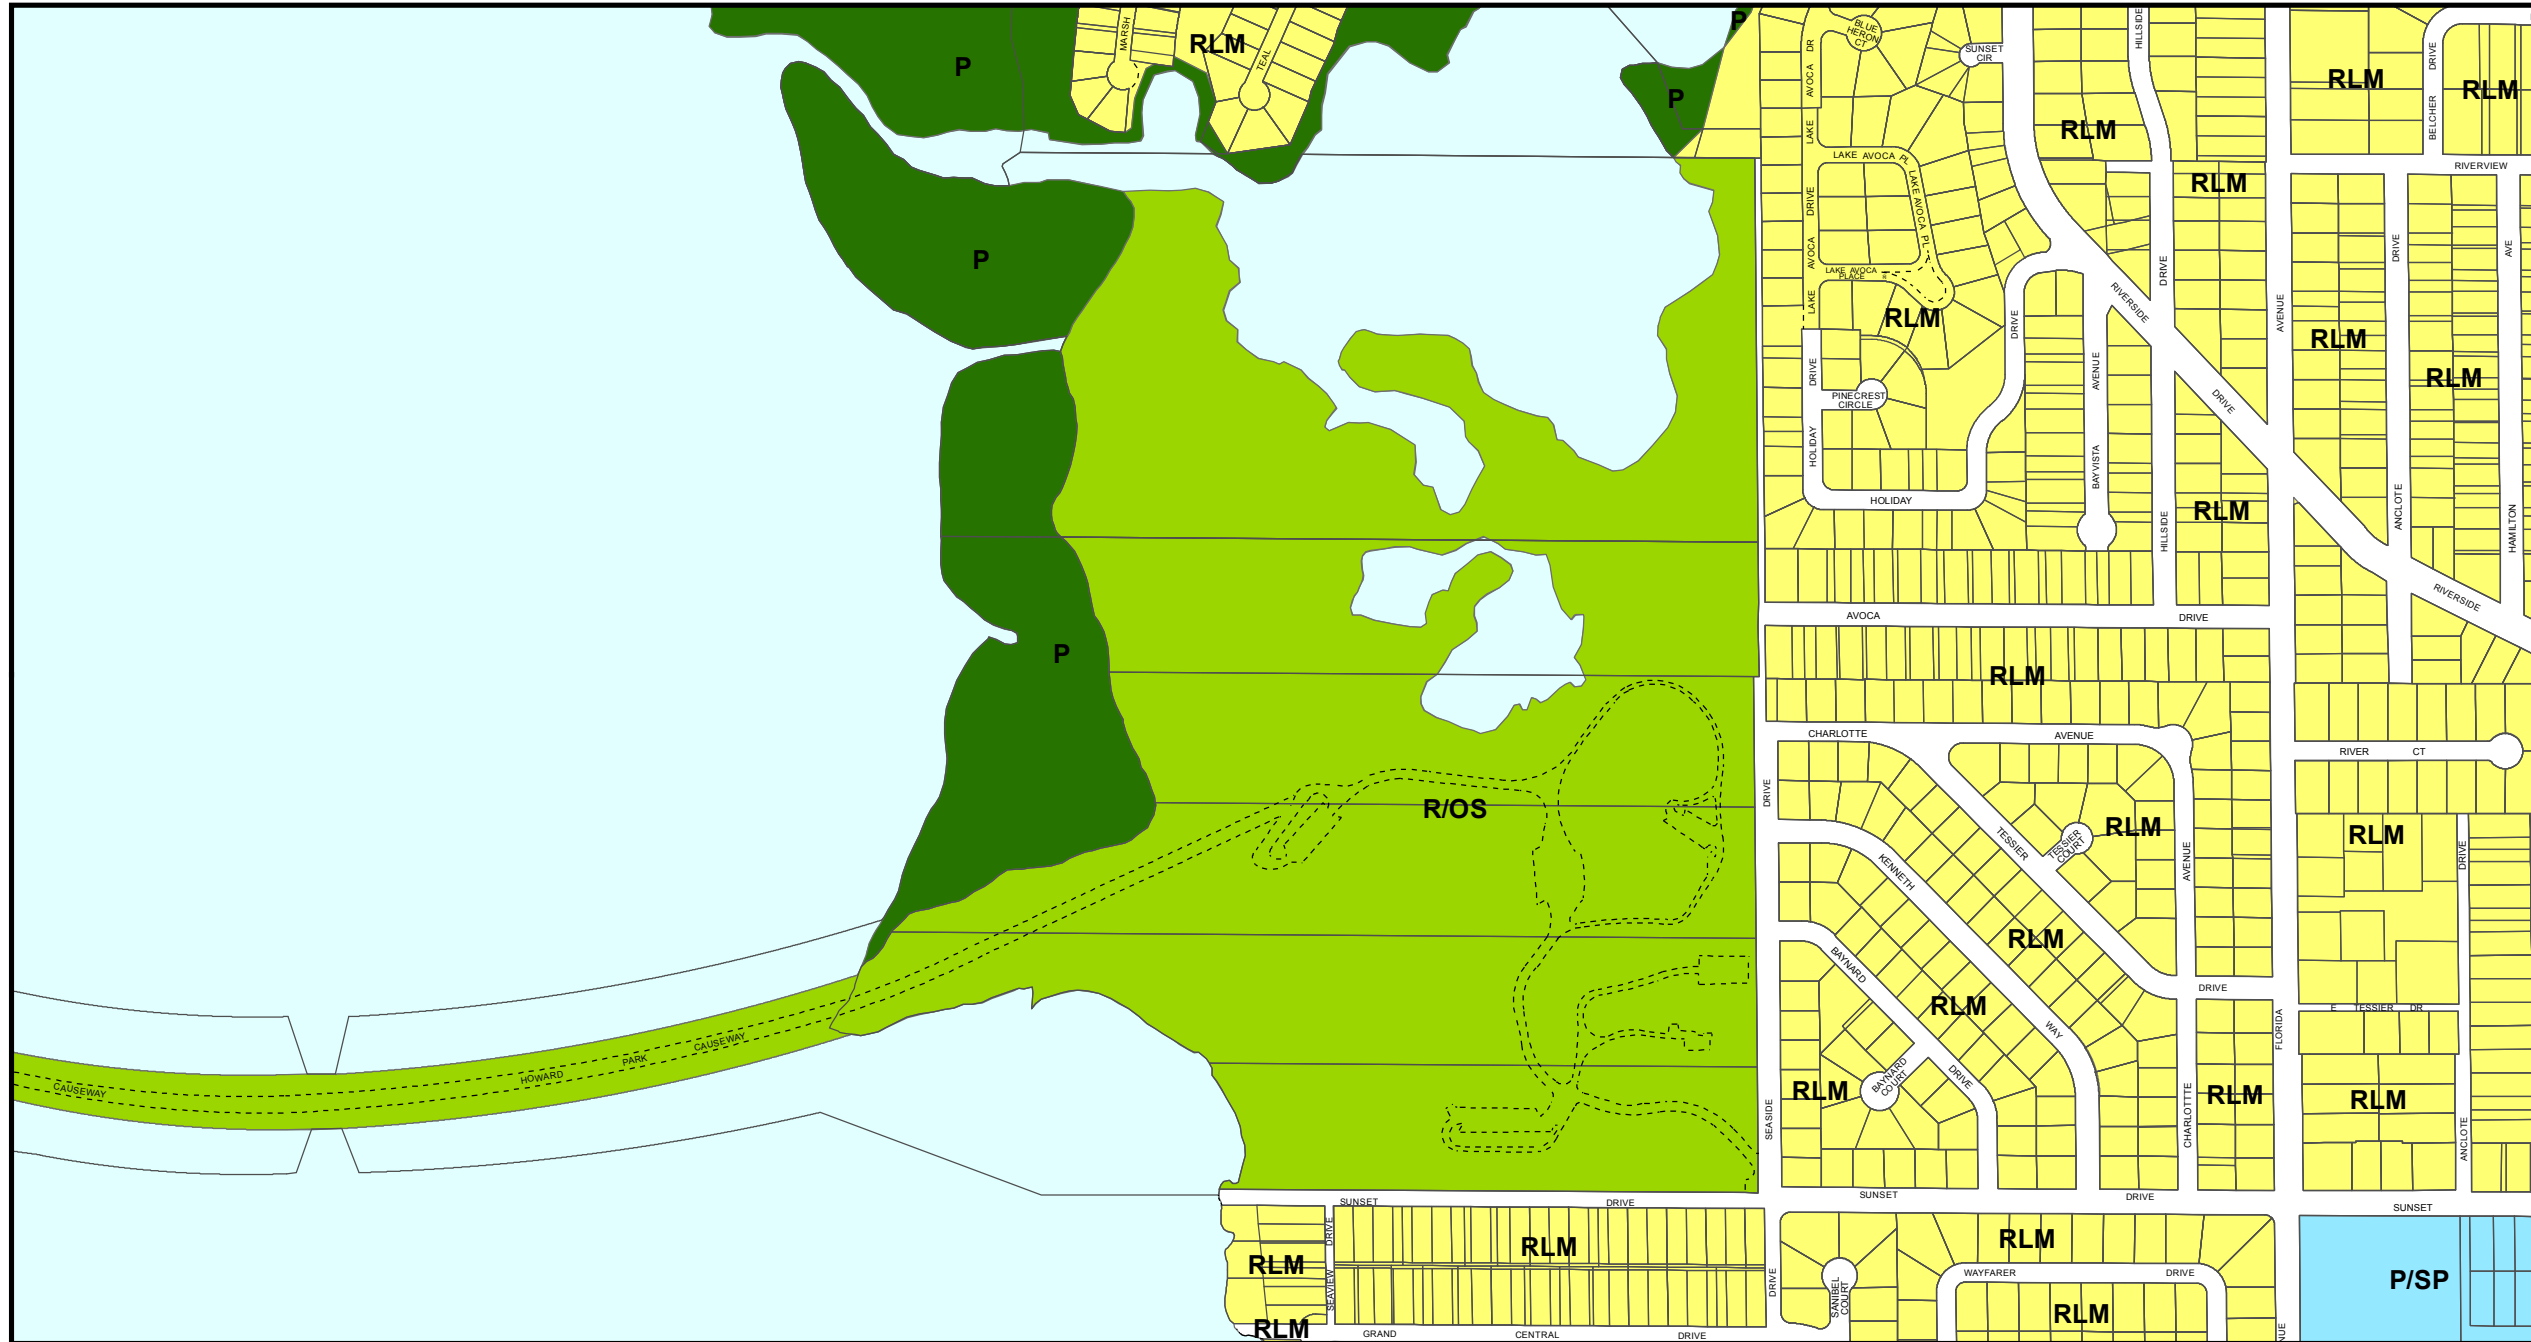 P
BLUE
HERON
CT
HILLSIDE
MARSH
RLM
DR
SUNSET
CIR
DRIVE
TEAL
P
AVOCA
RLM
RLM
P
BELCHER
LAKE
RLM
LAKE AVOCA PL
RIVERVIEW
RLM
DRIVE
LAKE AVOCA PL
P
AVOCA
LAKE AVOCA
PLACE
DRIVE
DRIVE
AVE
LAKE
RIVERSIDE
AVENUE
RLM
DRIVE
RLM
DRIVE
AVENUE
RLM
PINECREST
CIRCLE
DRIVE
HOLIDAY
BAYVISTA
HOLIDAY
RLM
ANCLOTE
HILLSIDE
HAMILTON
RIVERSIDE
AVOCA
DRIVE
P
RLM
CHARLOTTE
AVENUE
RIVER CT
DRIVE
R/OS
TESSIER
TESSIER
COURT
RLM
RLM
DRIVE
KENNETH
AVENUE
RLM
BAYNARD
DRIVE
RLM
E TESSIER DR
WAY
FLORIDA
CAUSEWAY
HOWARD
PARK
CAUSEWAY
BAYNARD
COURT
DRIVE
RLM
RLM
RLM
SEASIDE
CHARLOTTTE
ANCLOTE
SUNSET
DRIVE
SUNSET
DRIVE
SUNSET
DRIVE
RLM
RLM
RLM
SEAVIEW
DRIVE
SANIBEL
COURT
WAYFARER
DRIVE
P/SP
RLM
RLM
GRAND
CENTRAL
DRIVE
NUE